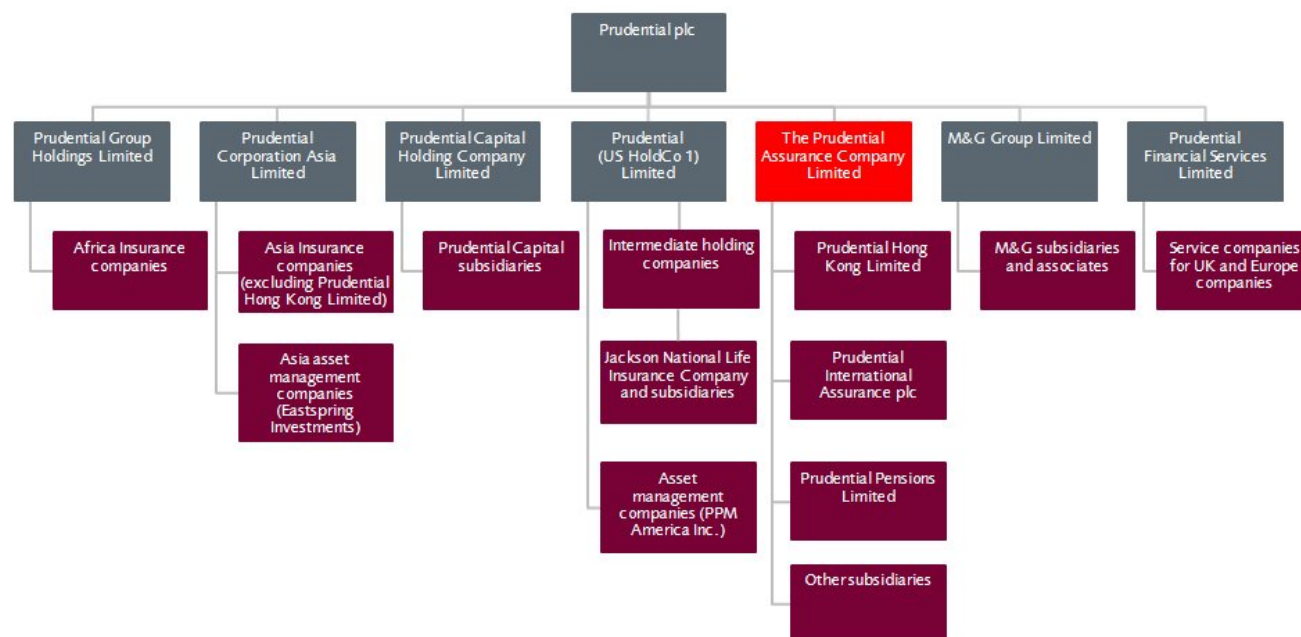 Prudential plc
Prudential Group
Holdings Limited
Prudential
Corporation Asia
Limited
Prudential Capital
Holding Company
Limited
Prudential
(US HoldCo 1)
Limited
The Prudential
Assurance Company
Limited
M&G Group Limited
Prudential
Financial Services
Limited
Africa Insurance
companies
Asia Insurance
companies
(excluding Prudential
Hong Kong Limited)
Asia asset
management
companies
(Eastspring
Investments)
Prudential Capital
subsidiaries
Intermediate holding
companies
Jackson National Life
Insurance Company
and subsidiaries
Asset
management
companies (PPM
America Inc.)
Prudential Hong
Kong Limited
Prudential
International
Assurance plc
Prudential Pensions
Limited
Other subsidiaries
M&G subsidiaries
and associates
Service companies
for UK and Europe
companies